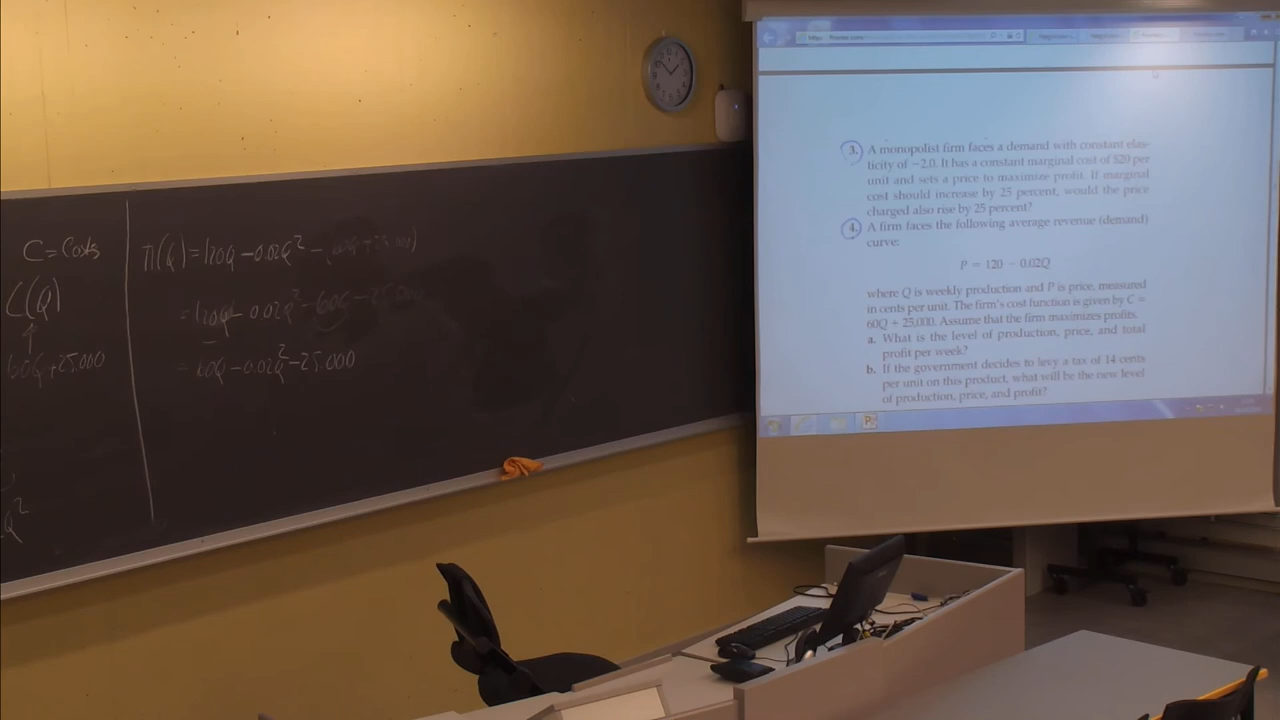 C = Costs
C(Q)
60Q + 25.000
π(Q) = 120Q - 0.02Q² - (60Q + 25.000)
= 120Q - 0.02Q² - 60Q - 25.000
= 60Q - 0.02Q² - 25.000
3. A monopolist firm faces a demand with constant elas-
ticity of −2.0. It has a constant marginal cost of $20 per
unit and sets a price to maximize profit. If marginal
cost should increase by 25 percent, would the price
charged also rise by 25 percent?
4. A firm faces the following average revenue (demand)
curve:
P = 120 − 0.02Q
where Q is weekly production and P is price, measured
in cents per unit. The firm's cost function is given by C =
60Q + 25,000. Assume that the firm maximizes profits.
a. What is the level of production, price, and total
profit per week?
b. If the government decides to levy a tax of 14 cents
per unit on this product, what will be the new level
of production, price, and profit?